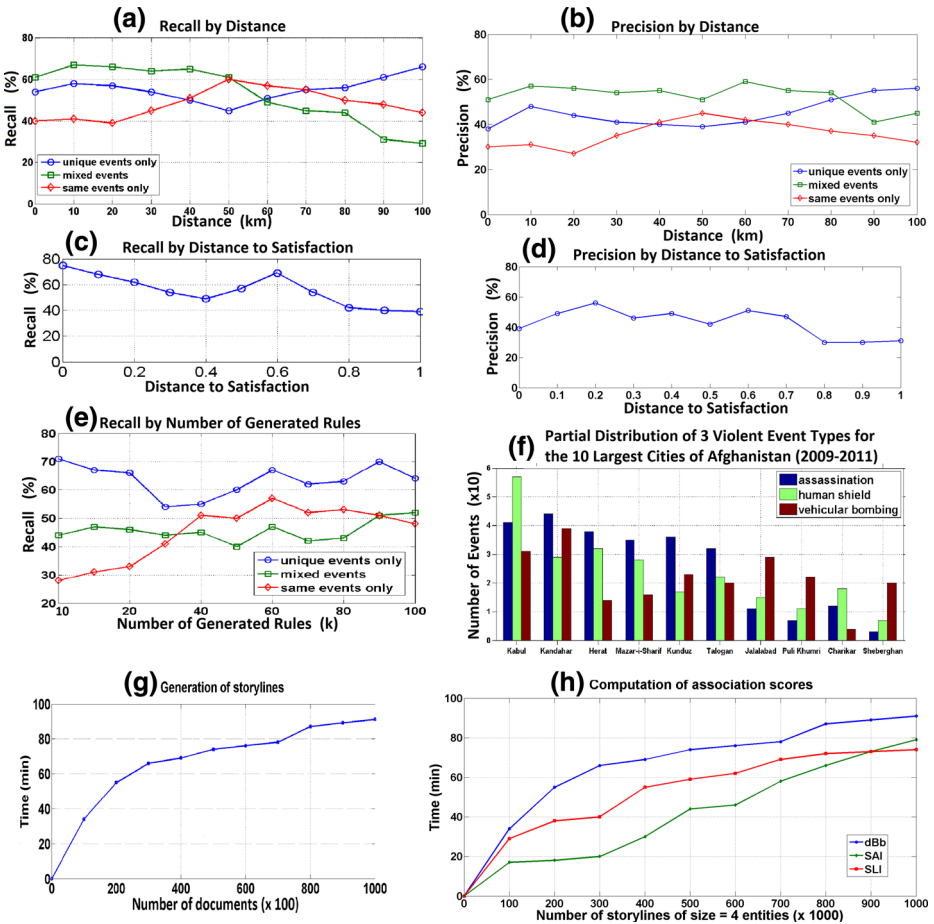 (a)
Recall by Distance
80
60
40
20
0
Recall (%)
unique events only
mixed events
same events only
0 10 20 30 40 50 60 70 80 90 100
Distance (km)
(b)
Precision by Distance
80
60
40
20
0
Precision (%)
unique events only
mixed events
same events only
0 10 20 30 40 50 60 70 80 90 100
Distance (km)
(c)
Recall by Distance to Satisfaction
80
60
40
20
0
Recall (%)
0 0.2 0.4 0.6 0.8 1
Distance to Satisfaction
(d)
Precision by Distance to Satisfaction
80
60
40
20
0
Precision (%)
0 0.1 0.2 0.3 0.4 0.5 0.6 0.7 0.8 0.9 1
Distance to Satisfaction
(e)
Recall by Number of Generated Rules
80
70
60
50
40
30
20
Recall (%)
unique events only
mixed events
same events only
10 20 40 60 80 100
Number of Generated Rules (k)
(f)
Partial Distribution of 3 Violent Event Types for
the 10 Largest Cities of Afghanistan (2009-2011)
6
5
4
3
2
1
0
Number of Events (x10)
assassination
human shield
vehicular bombing
Kabul Kandahar Herat Mazar-i-Sharif Kunduz Talogan Jalalabad Puli Khumri Charikar Sheberghan
(g)
Generation of storylines
100
80
60
40
20
0
Time (min)
0 200 400 600 800 1000
Number of documents (x 100)
(h)
Computation of association scores
100
80
60
40
20
0
Time (min)
dBb
SAI
SLI
0 100 200 300 400 500 600 700 800 900 1000
Number of storylines of size = 4 entities (x 1000)